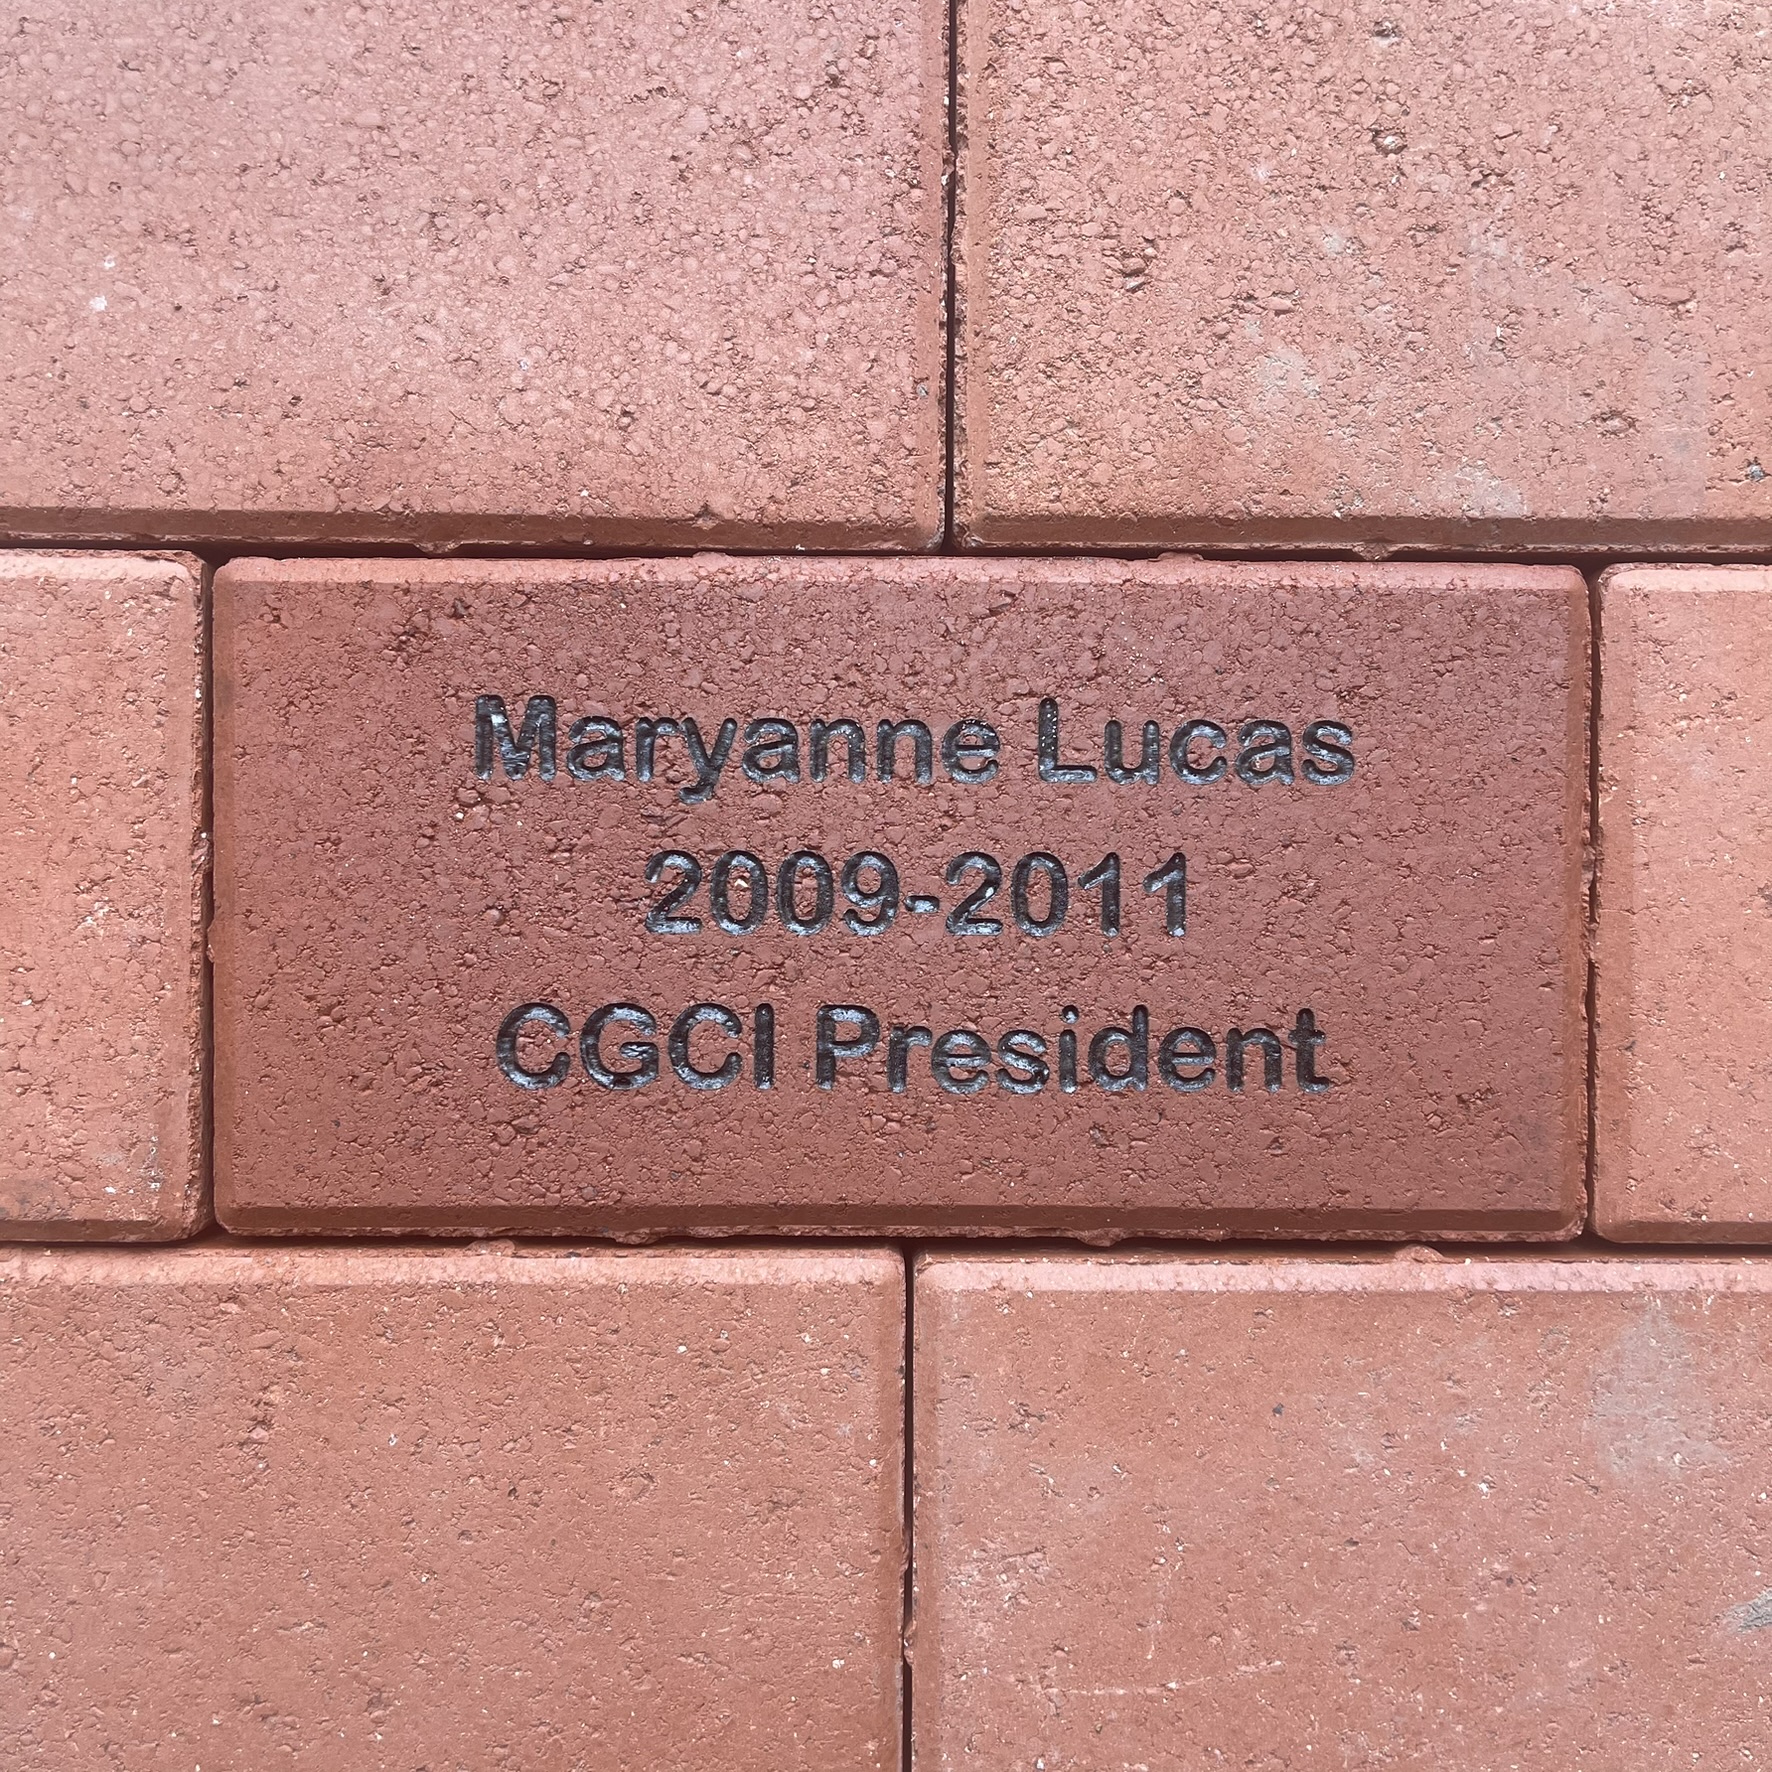 Maryanne Lucas
2009-2011
CGCI President